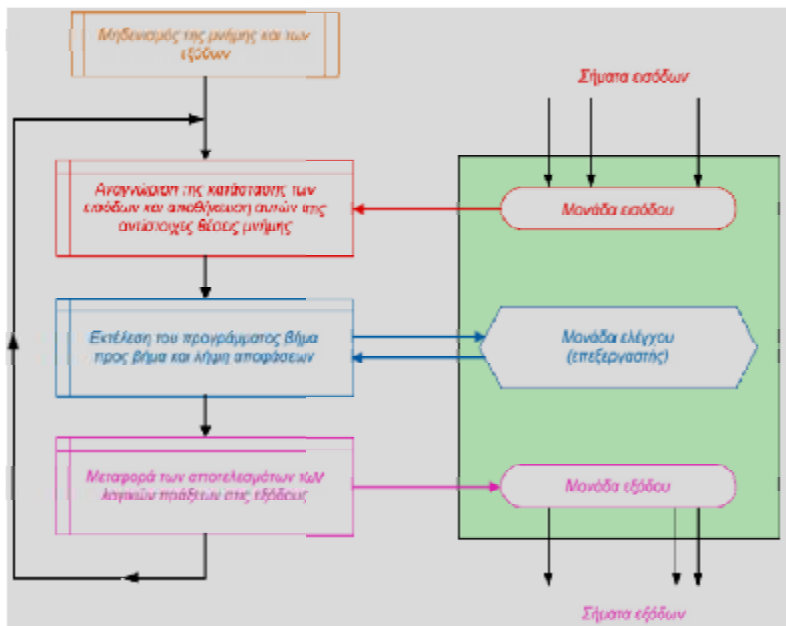 Μηδενισμός της μνήμης και των
εξόδων
Σήματα εισόδων
Αναγνώριση της κατάστασης των
εισόδων και αποθήκευση αυτών στις
αντίστοιχες θέσεις μνήμης
Μονάδα εισόδου
Εκτέλεση του προγράμματος βήμα
προς βήμα και λήψη αποφάσεων
Μονάδα ελέγχου
(επεξεργαστής)
Μεταφορά των αποτελεσμάτων των
λογικών πράξεων στις εξόδους
Μονάδα εξόδου
Σήματα εξόδων